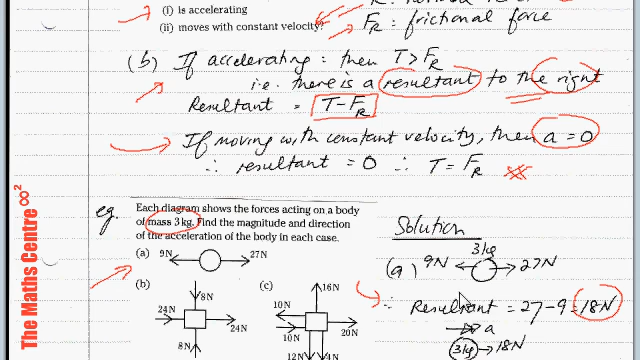 (i) is accelerating
(ii) moves with constant velocity?
F_R : frictional force
(b) If accelerating : then T > F_R
i.e. there is a resultant to the right
Resultant = T - F_R
If moving with constant velocity, then a = 0
∴ resultant = 0 ∴ T = F_R
eg.
Each diagram shows the forces acting on a body
of mass 3 kg. Find the magnitude and direction
of the acceleration of the body in each case.
(a) 9N 27N
(b)
8N
24N
24N
8N
(c)
16N
10N
20N
10N
12N 4N
Solution
3kg
(a) 9N 27N
∴ Resultant = 27 - 9 = 18N
a
3kg 18N
The Maths Centre ∞²